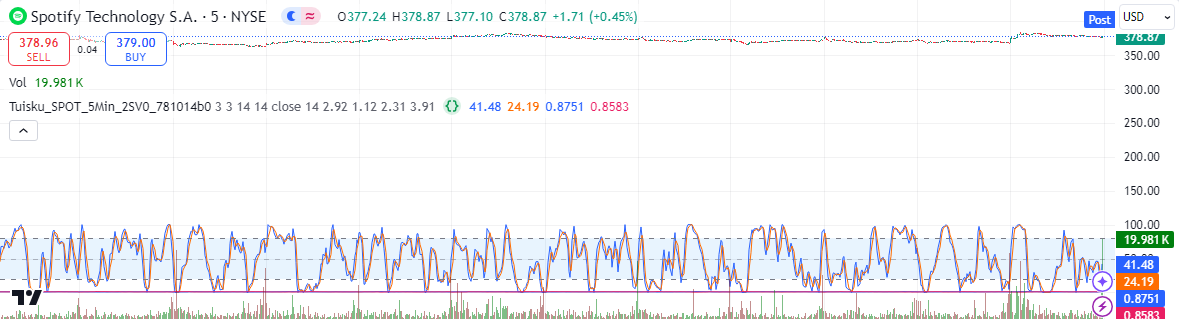 Spotify Technology S.A. · 5 · NYSE O377.24 H378.87 L377.10 C378.87 +1.71 (+0.45%)
Post USD
378.96 SELL 0.04 379.00 BUY
378.87
350.00
Vol 19.981 K
300.00
Tuisku_SPOT_5Min_2SV0_781014b0 3 3 14 14 close 14 2.92 1.12 2.31 3.91 {} 41.48 24.19 0.8751 0.8583
250.00
200.00
150.00
100.00
19.981 K
41.48
24.19
0.8751
0.8583